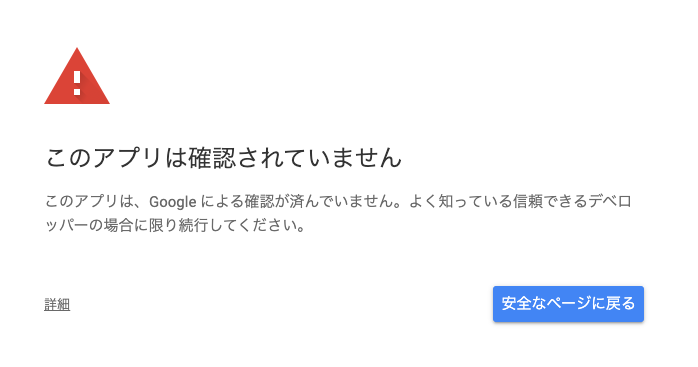 このアプリは確認されていません
このアプリは、Google による確認が済んでいません。よく知っている信頼できるデベロ
ッパーの場合に限り続行してください。
詳細
安全なページに戻る